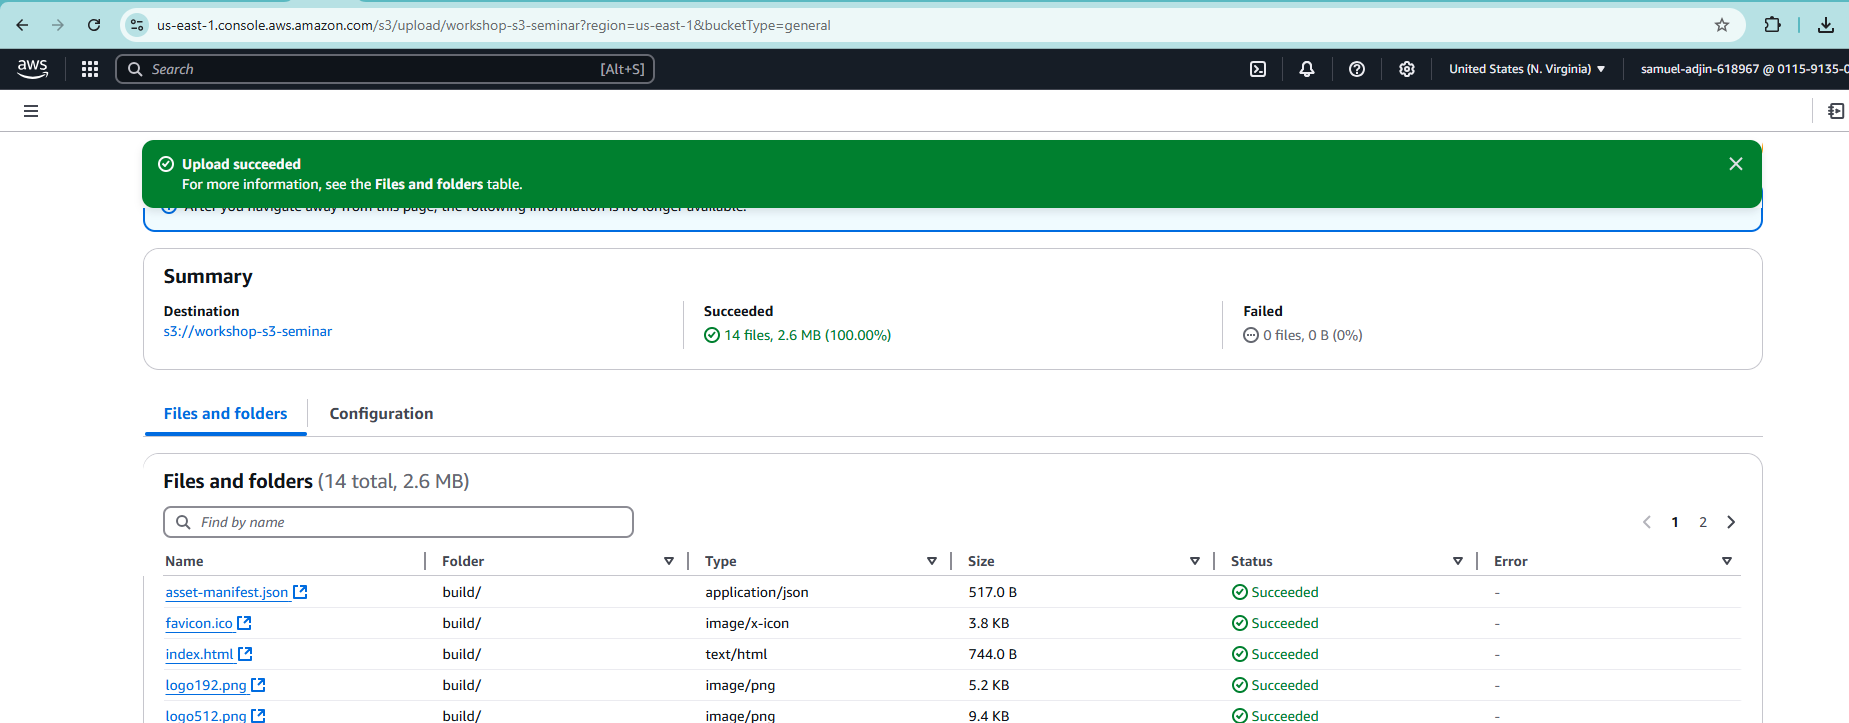 us-east-1.console.aws.amazon.com/s3/upload/workshop-s3-seminar?region=us-east-1&bucketType=general
aws
Search
[Alt+S]
United States (N. Virginia)
samuel-adjin-618967 @ 0115-9135-0
Upload succeeded
For more information, see the Files and folders table.
After you navigate away from this page, the following information is no longer available.
Summary
Destination
s3://workshop-s3-seminar
Succeeded
14 files, 2.6 MB (100.00%)
Failed
0 files, 0 B (0%)
Files and folders
Configuration
Files and folders (14 total, 2.6 MB)
Find by name
1 2
Name Folder Type Size Status Error
asset-manifest.json build/ application/json 517.0 B Succeeded -
favicon.ico build/ image/x-icon 3.8 KB Succeeded -
index.html build/ text/html 744.0 B Succeeded -
logo192.png build/ image/png 5.2 KB Succeeded -
logo512.png build/ image/png 9.4 KB Succeeded -